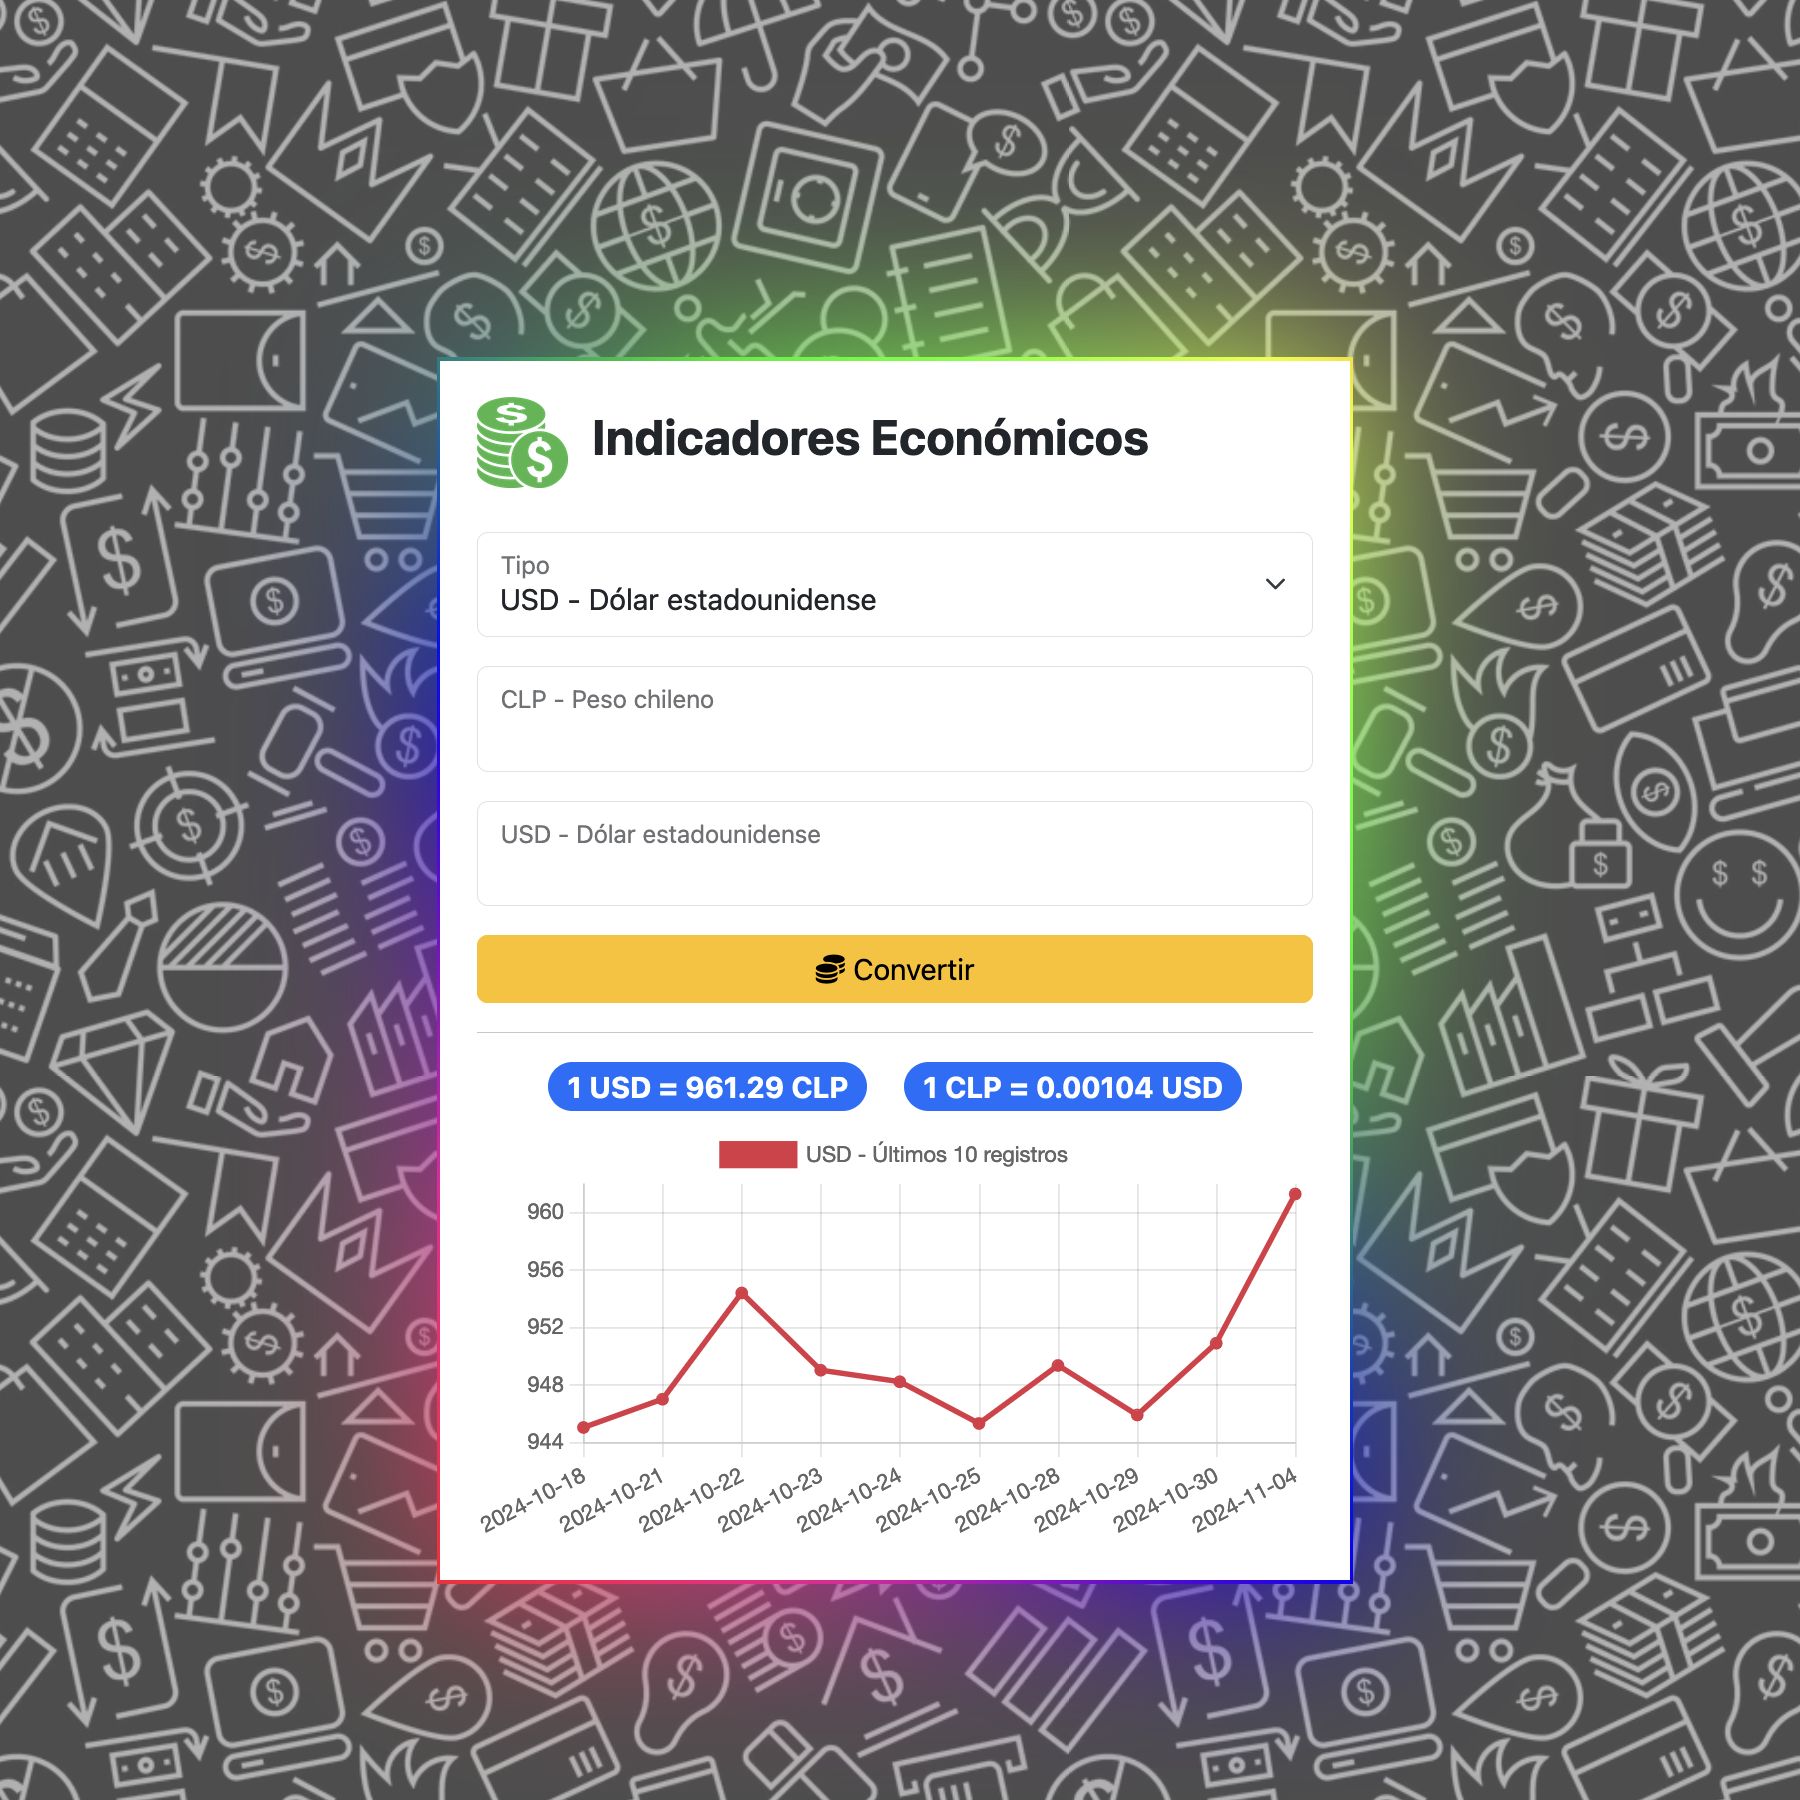 Indicadores Económicos
Tipo
USD - Dólar estadounidense
CLP - Peso chileno
USD - Dólar estadounidense
Convertir
1 USD = 961.29 CLP
1 CLP = 0.00104 USD
USD - Últimos 10 registros
960
956
952
948
944
2024-10-18
2024-10-21
2024-10-22
2024-10-23
2024-10-24
2024-10-25
2024-10-28
2024-10-29
2024-10-30
2024-11-04